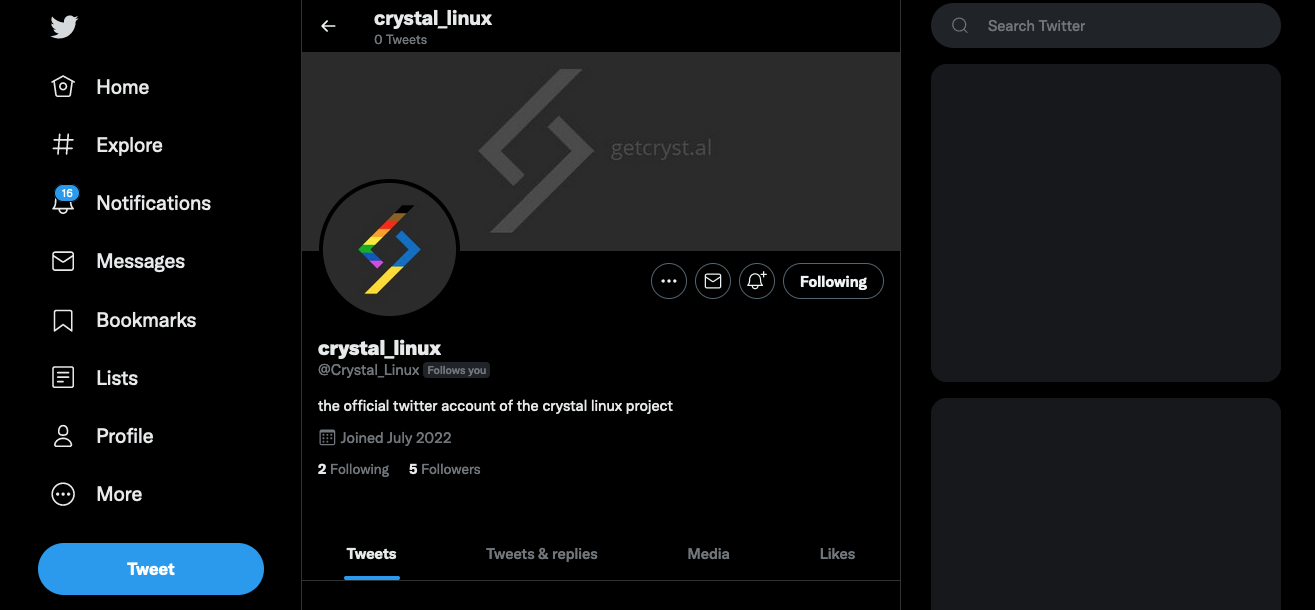 Home
Explore
16
Notifications
Messages
Bookmarks
Lists
Profile
More
Tweet
crystal_linux
0 Tweets
getcryst.al
Following
crystal_linux
@Crystal_Linux Follows you
the official twitter account of the crystal linux project
Joined July 2022
2 Following 5 Followers
Tweets Tweets & replies Media Likes
Search Twitter